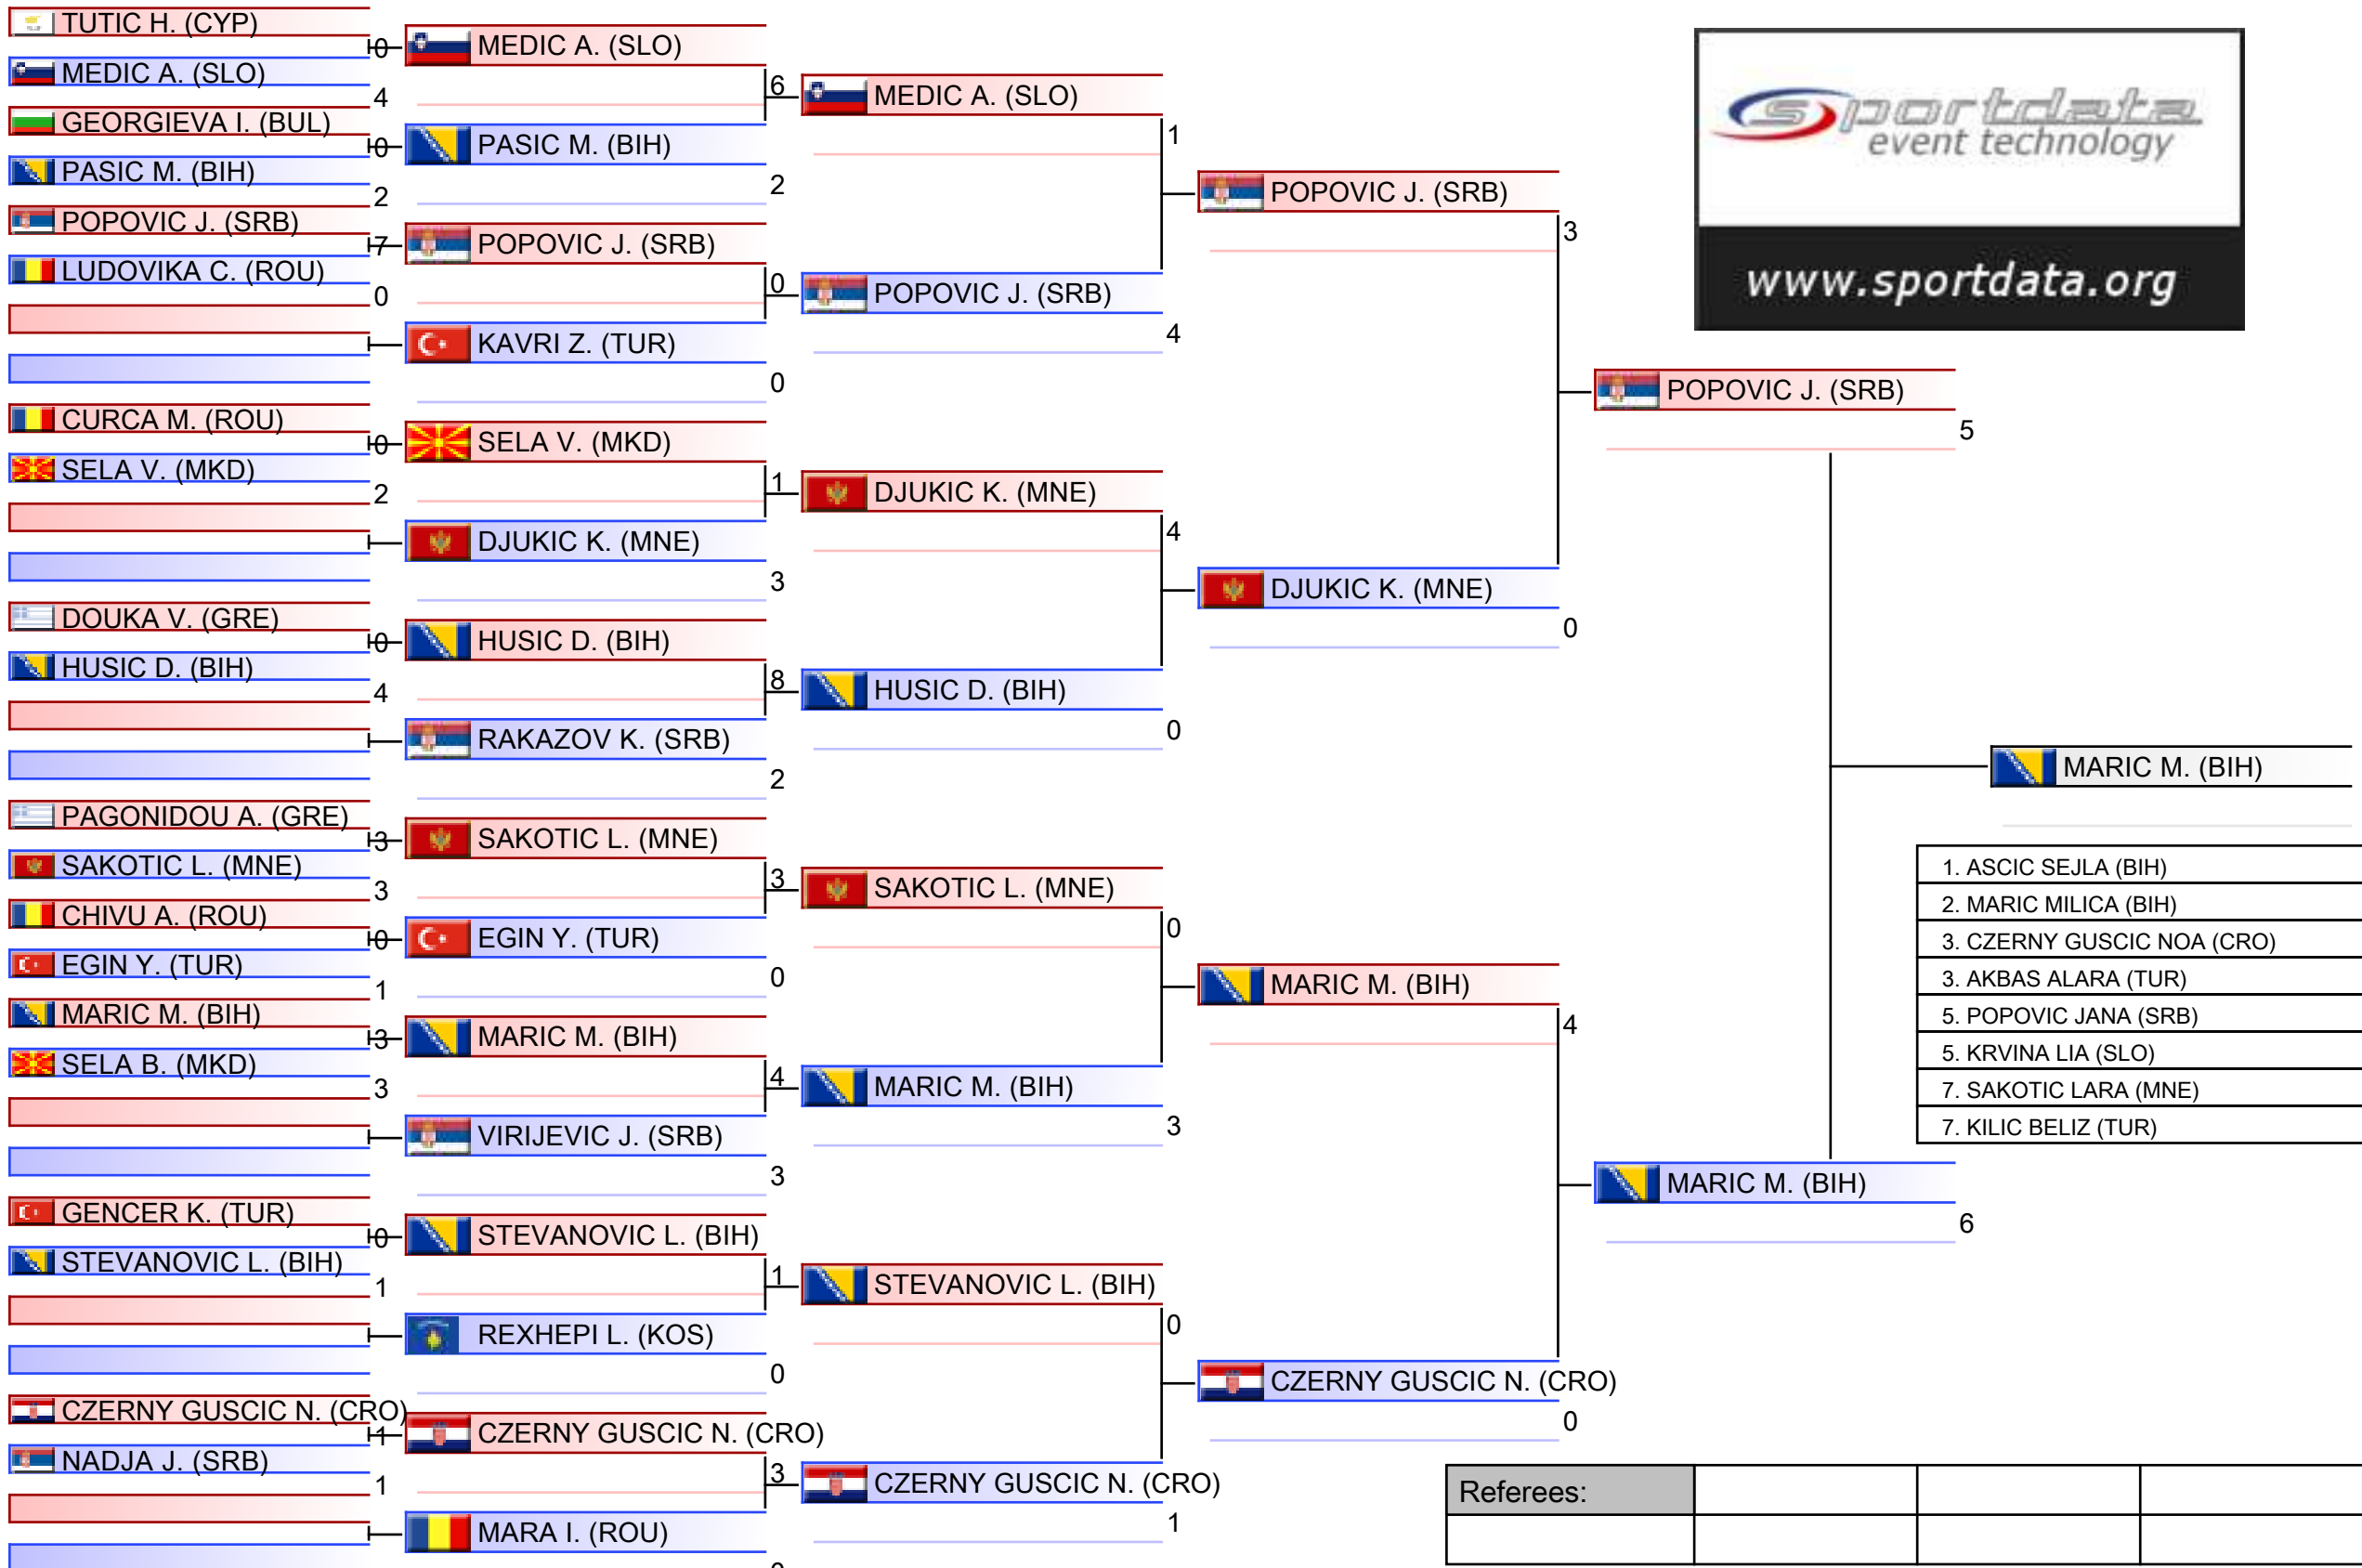 TUTIC H. (CYP)
0
MEDIC A. (SLO)
4
GEORGIEVA I. (BUL)
0
PASIC M. (BIH)
2
POPOVIC J. (SRB)
7
LUDOVIKA C. (ROU)
0
CURCA M. (ROU)
0
SELA V. (MKD)
2
DOUKA V. (GRE)
0
HUSIC D. (BIH)
4
PAGONIDOU A. (GRE)
3
SAKOTIC L. (MNE)
3
CHIVU A. (ROU)
0
EGIN Y. (TUR)
1
MARIC M. (BIH)
3
SELA B. (MKD)
3
GENCER K. (TUR)
0
STEVANOVIC L. (BIH)
1
CZERNY GUSCIC N. (CRO)
1
NADJA J. (SRB)
1
MEDIC A. (SLO)
6
PASIC M. (BIH)
2
POPOVIC J. (SRB)
0
KAVRI Z. (TUR)
0
SELA V. (MKD)
1
DJUKIC K. (MNE)
3
HUSIC D. (BIH)
8
RAKAZOV K. (SRB)
2
SAKOTIC L. (MNE)
3
EGIN Y. (TUR)
0
MARIC M. (BIH)
4
VIRIJEVIC J. (SRB)
3
STEVANOVIC L. (BIH)
1
REXHEPI L. (KOS)
0
CZERNY GUSCIC N. (CRO)
3
MARA I. (ROU)
MEDIC A. (SLO)
1
POPOVIC J. (SRB)
4
DJUKIC K. (MNE)
4
HUSIC D. (BIH)
0
SAKOTIC L. (MNE)
0
MARIC M. (BIH)
3
STEVANOVIC L. (BIH)
0
CZERNY GUSCIC N. (CRO)
1
POPOVIC J. (SRB)
3
DJUKIC K. (MNE)
0
MARIC M. (BIH)
4
CZERNY GUSCIC N. (CRO)
0
POPOVIC J. (SRB)
5
MARIC M. (BIH)
6
MARIC M. (BIH)
sportdata
event technology
www.sportdata.org
1. ASCIC SEJLA (BIH)
2. MARIC MILICA (BIH)
3. CZERNY GUSCIC NOA (CRO)
3. AKBAS ALARA (TUR)
5. POPOVIC JANA (SRB)
5. KRVINA LIA (SLO)
7. SAKOTIC LARA (MNE)
7. KILIC BELIZ (TUR)
Referees: